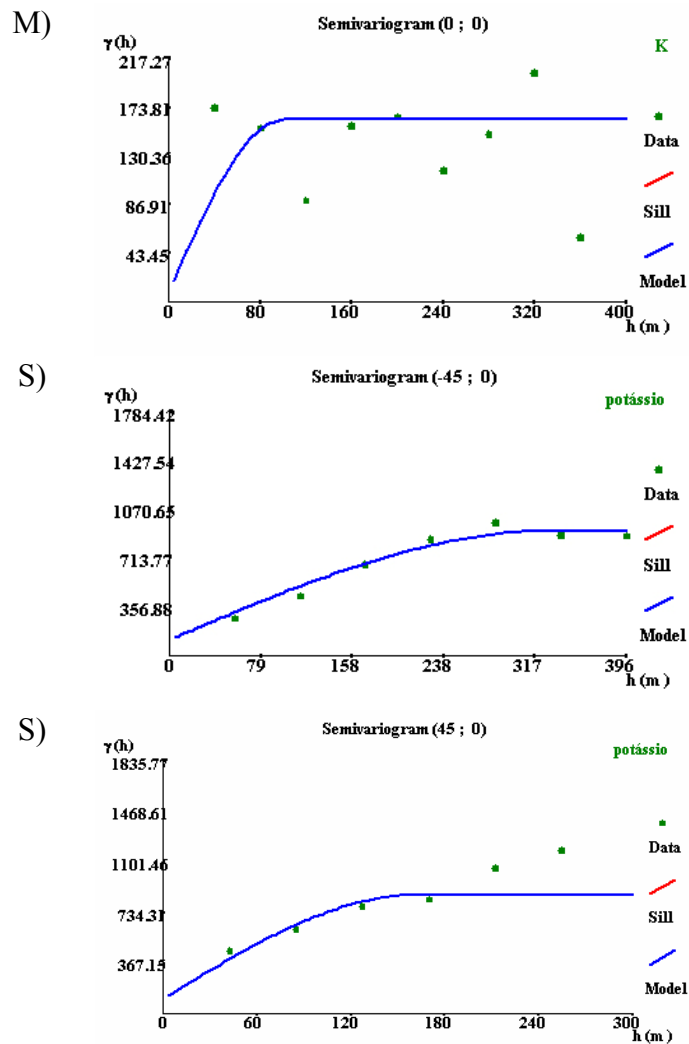 M)
Semivariogram (0 ; 0)
γ(h)
217.27
173.81
130.36
86.91
43.45
0
80
160
240
320
400
h (m )
K
Data
Sill
Model
S)
Semivariogram (-45 ; 0)
γ(h)
1784.42
1427.54
1070.65
713.77
356.88
0
79
158
238
317
396
h (m )
potássio
Data
Sill
Model
S)
Semivariogram (45 ; 0)
γ(h)
1835.77
1468.61
1101.46
734.31
367.15
0
60
120
180
240
300
h (m )
potássio
Data
Sill
Model